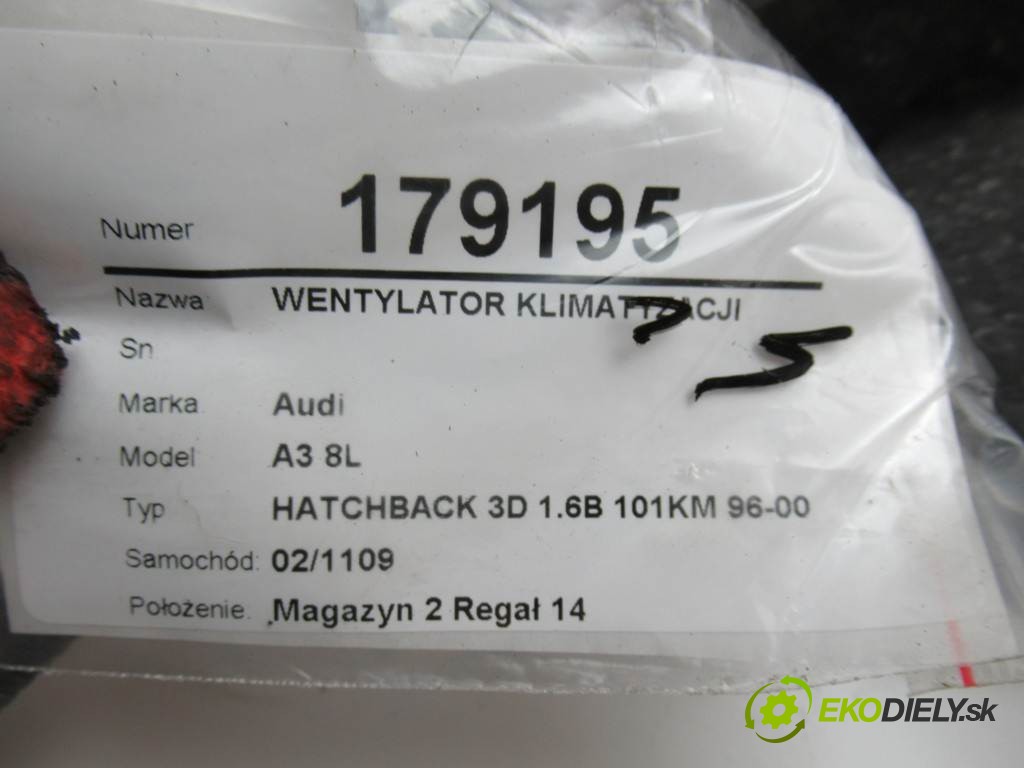 Numer 179195
Nazwa WENTYLATOR KLIMATYZACJI
Sn
Marka Audi
Model A3 8L
Typ HATCHBACK 3D 1.6B 101KM 96-00
Samochód: 02/1109
Położenie. Magazyn 2 Regał 14
EKODIELY.sk